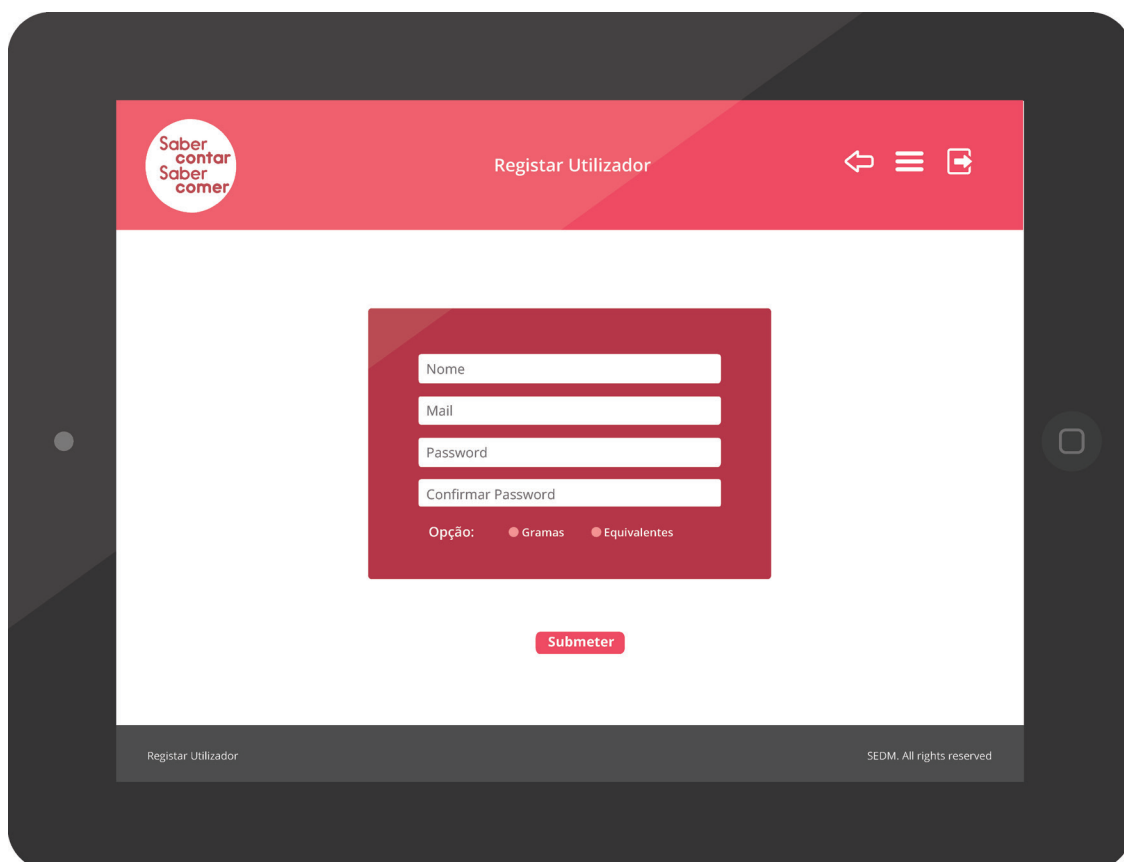 Saber
contar
Saber
comer
Registar Utilizador
Nome
Mail
Password
Confirmar Password
Opção: Gramas Equivalentes
Submeter
Registar Utilizador SEDM. All rights reserved